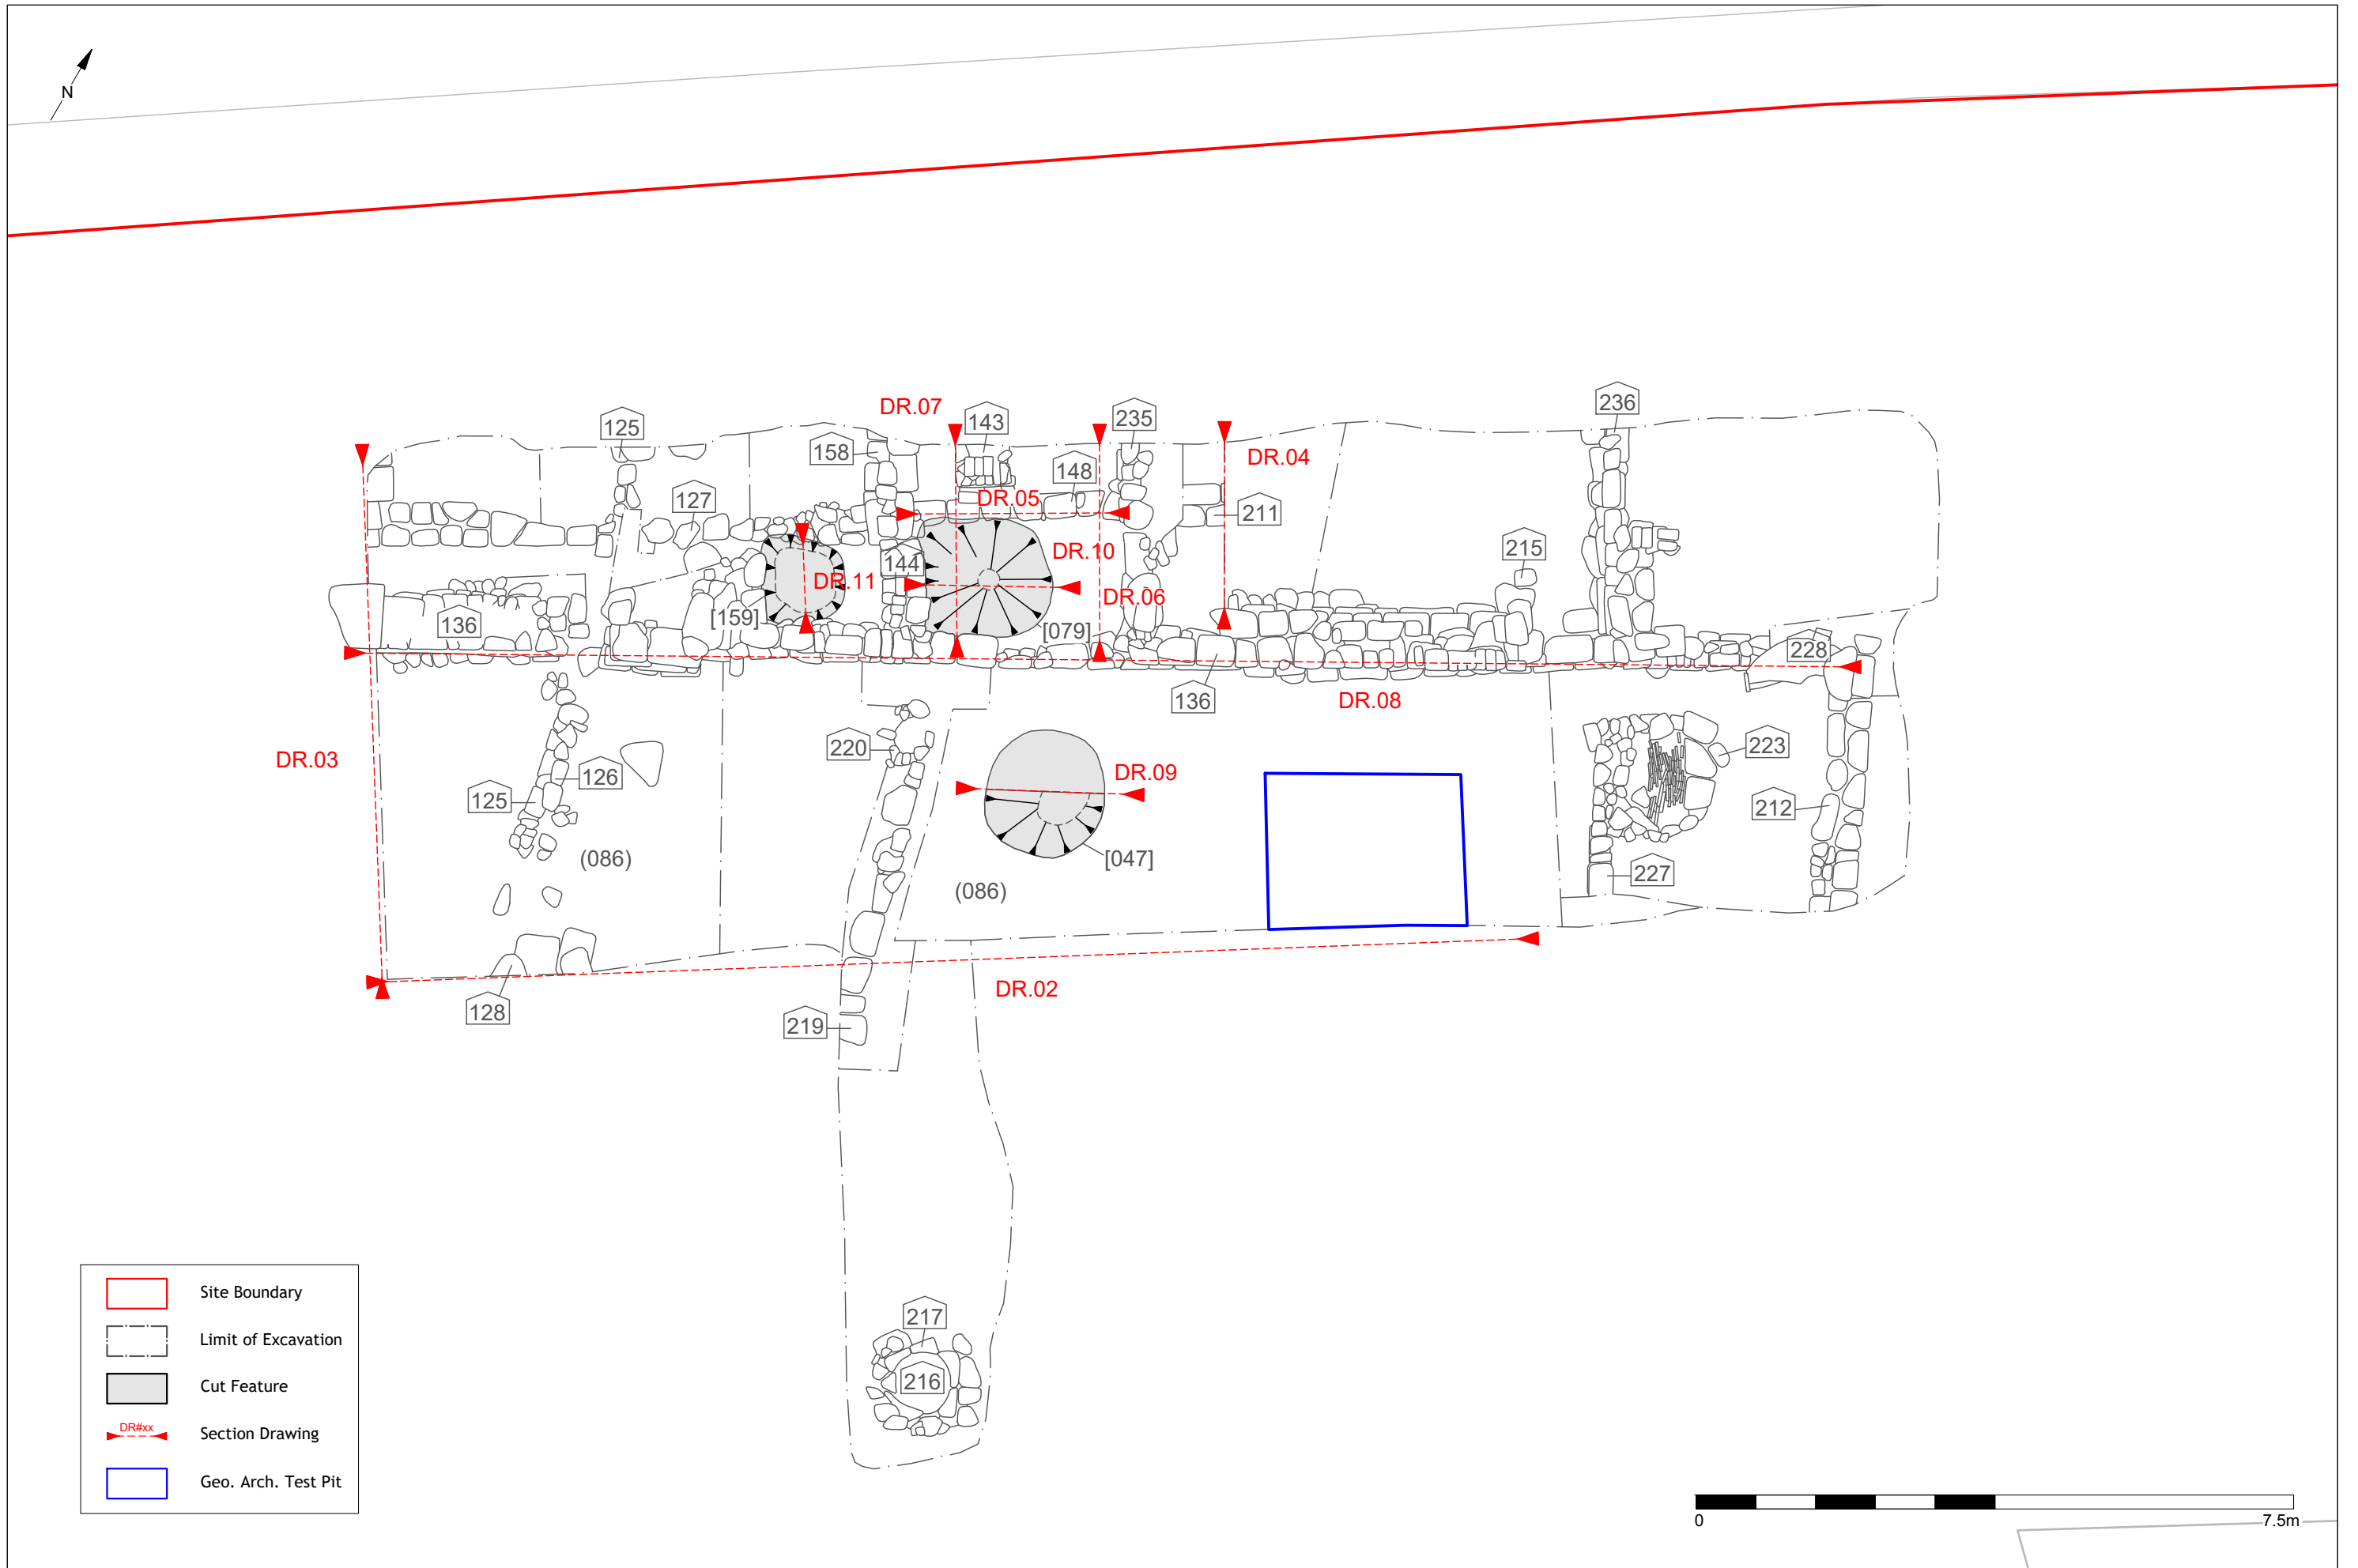 N
DR.07
143
235
236
125
158
148
DR.04
127
DR.05
211
215
144
DR.10
DR.11
DR.06
136
[159]
[079]
228
136
DR.08
DR.03
220
DR.09
223
126
125
212
(086)
[047]
227
(086)
DR.02
128
219
217
216
Site Boundary
Limit of Excavation
Cut Feature
DR#xx
Section Drawing
Geo. Arch. Test Pit
0
7.5m